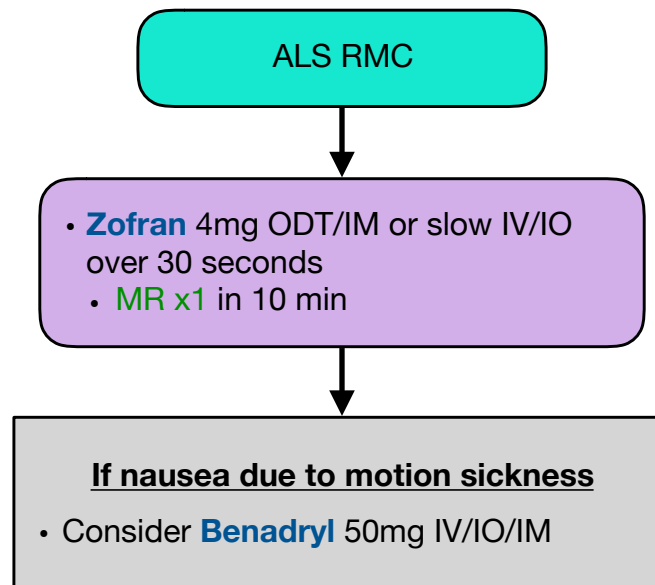 ALS RMC
• Zofran 4mg ODT/IM or slow IV/IO
over 30 seconds
• MR x1 in 10 min
If nausea due to motion sickness
• Consider Benadryl 50mg IV/IO/IM